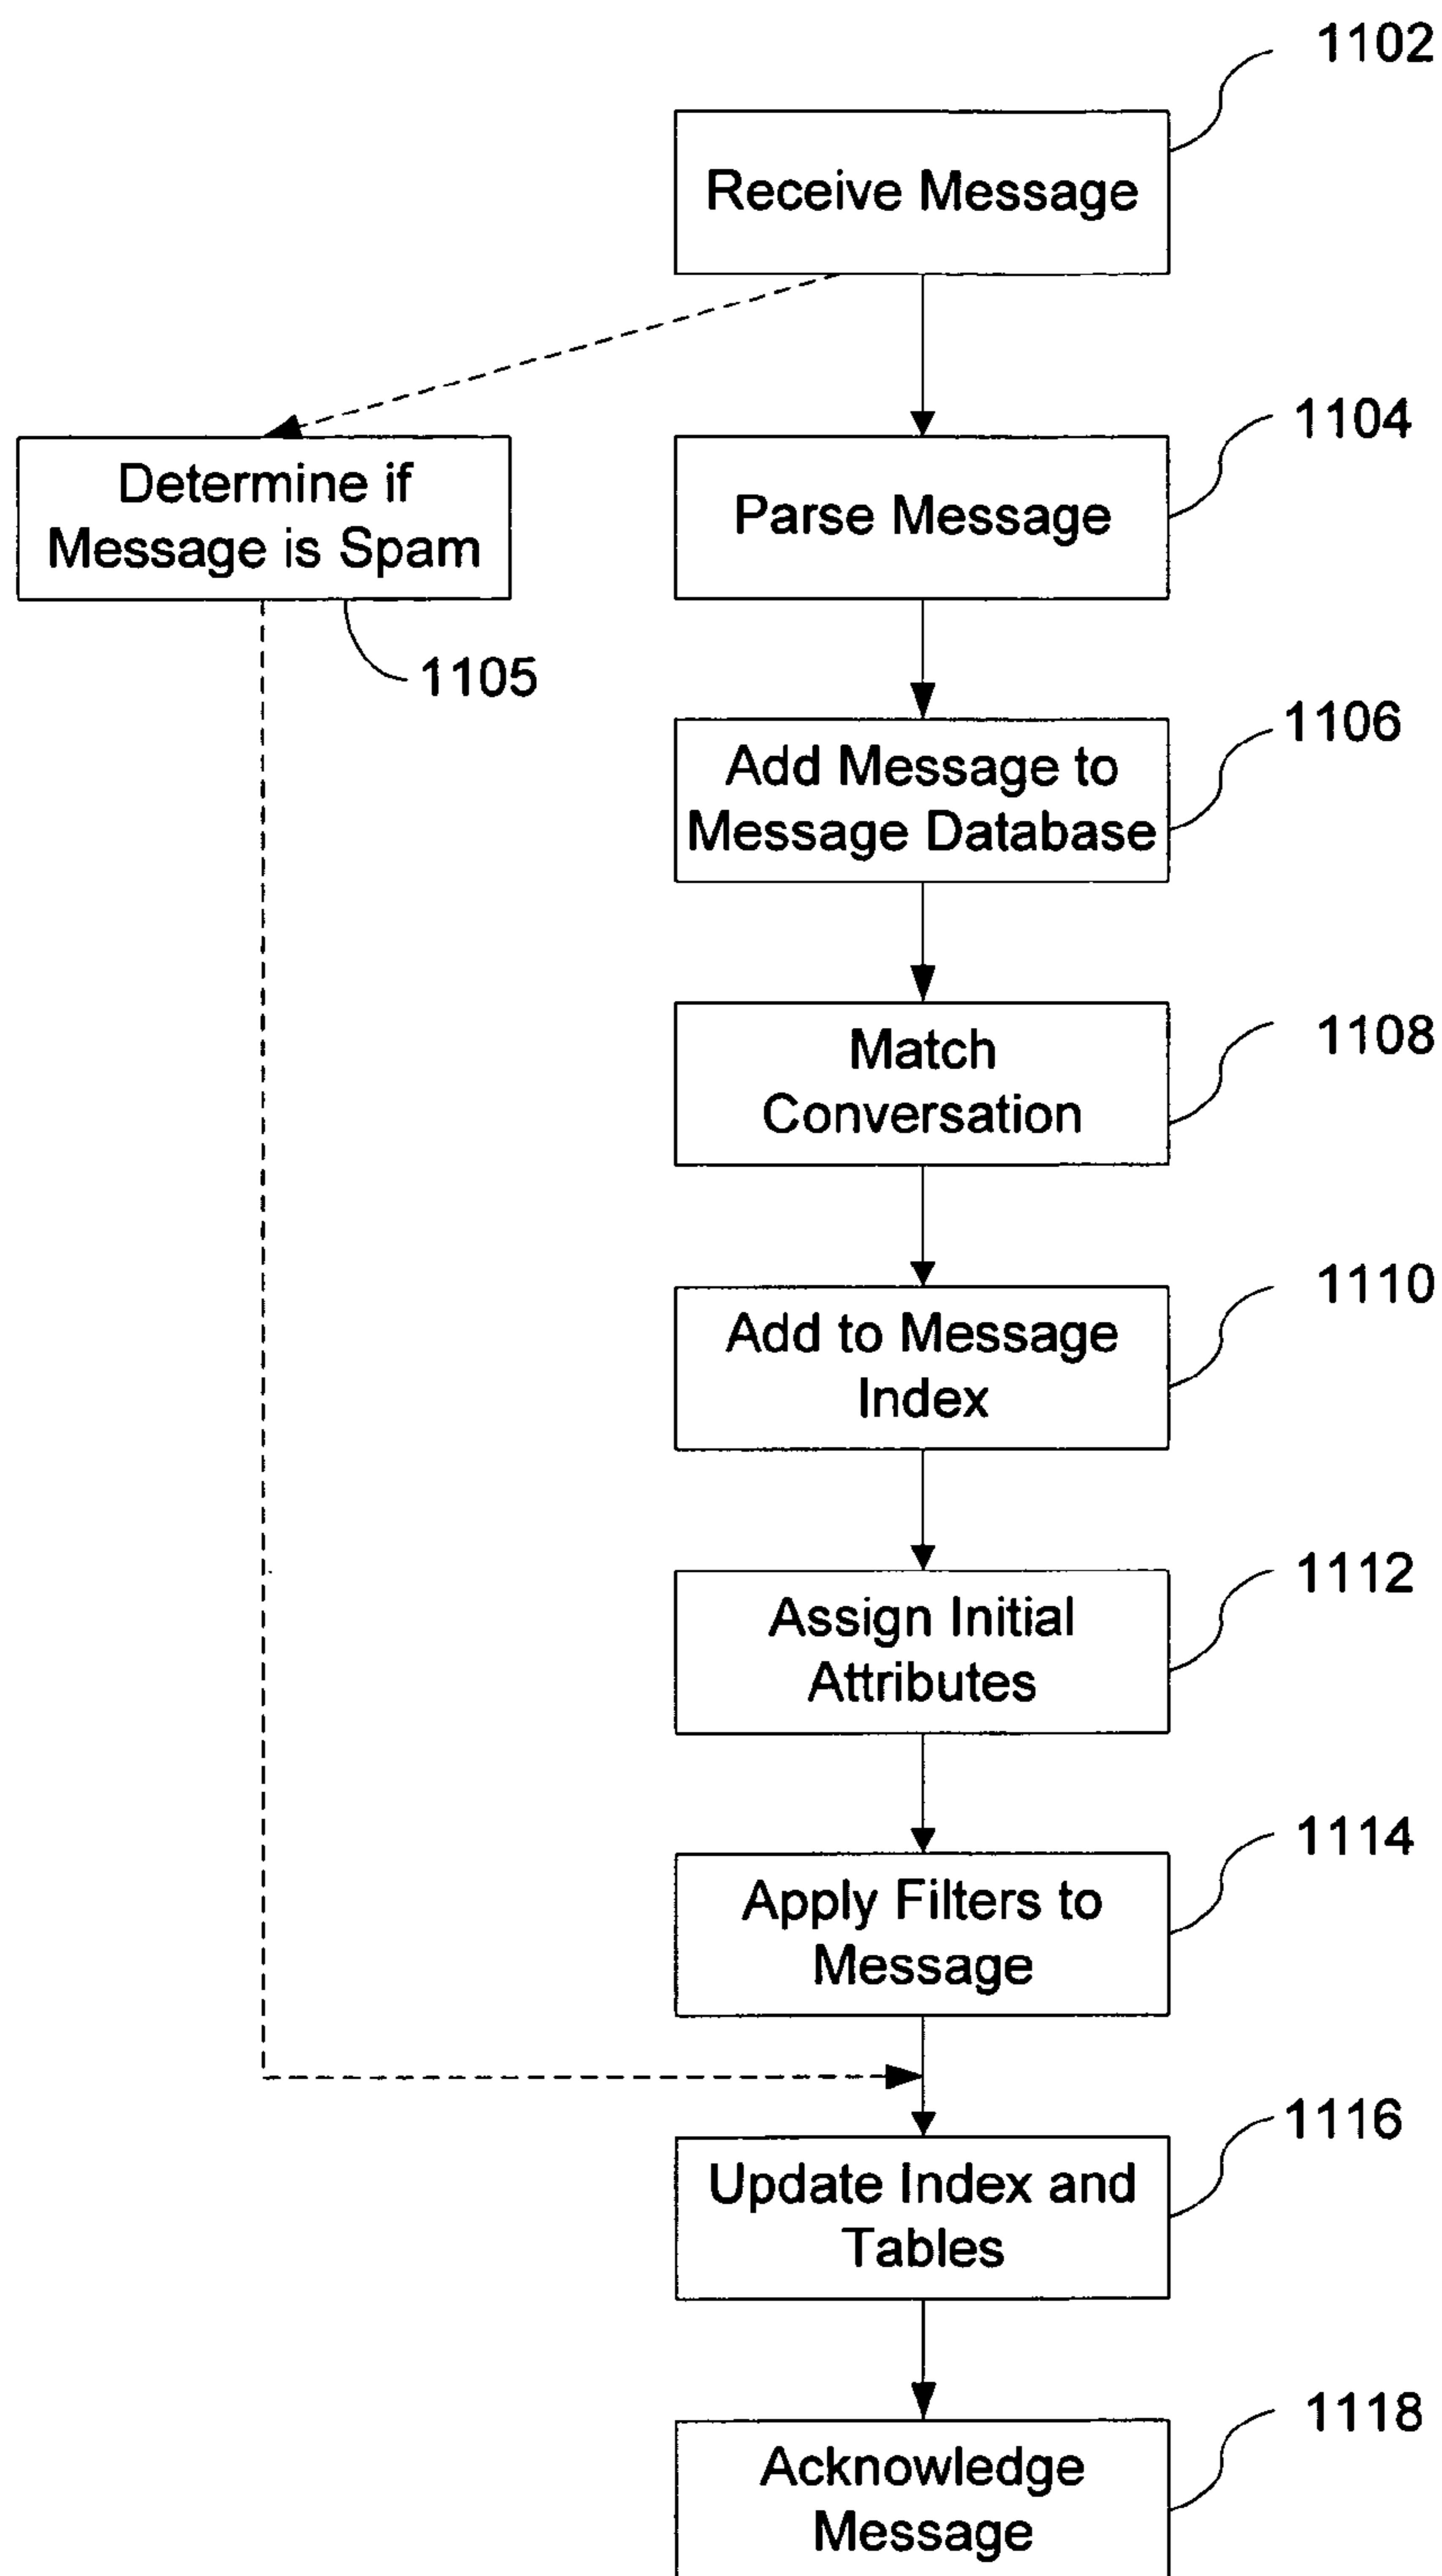 1102
Receive Message
1104
Parse Message
Determine if
Message is Spam
1105
1106
Add Message to
Message Database
1108
Match
Conversation
1110
Add to Message
Index
1112
Assign Initial
Attributes
1114
Apply Filters to
Message
1116
Update Index and
Tables
1118
Acknowledge
Message